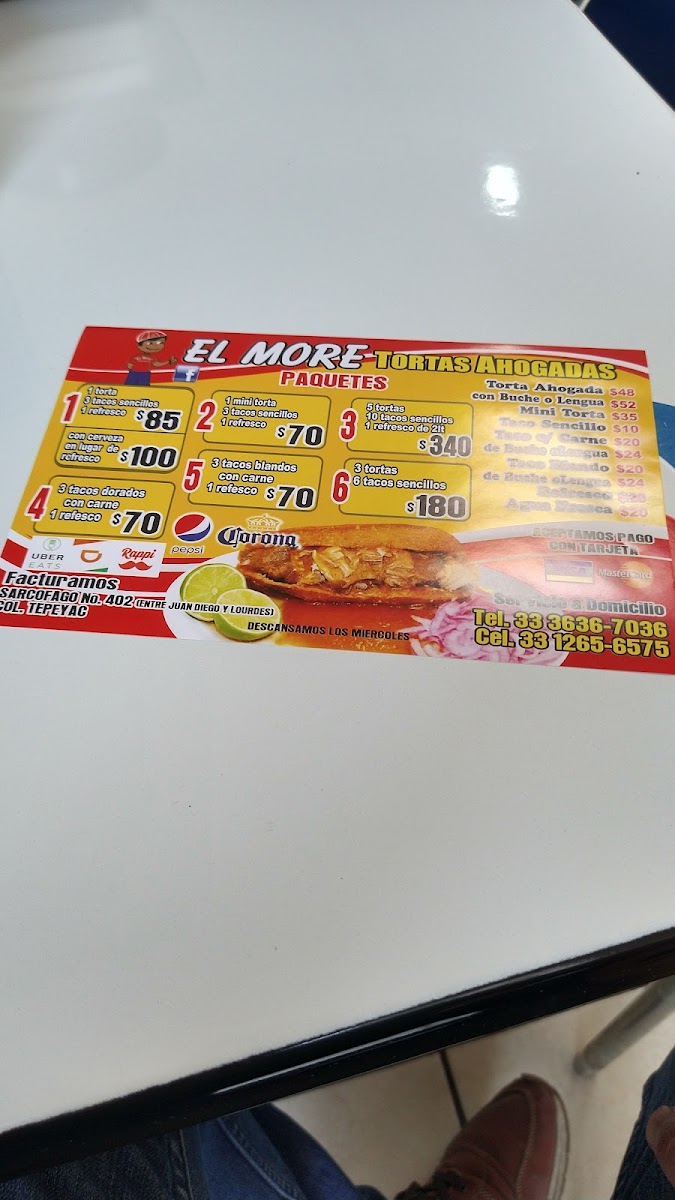 EL MORE TORTAS AHOGADAS
PAQUETES
1
1 torta
3 tacos sencillos
1 refresco
$85
con cerveza
en lugar de
refresco
$100
2
1 mini torta
3 tacos sencillos
1 refresco
$70
3
5 tortas
10 tacos sencillos
1 refresco de 2lt
$340
4
3 tacos dorados
con carne
1 refesco
$70
5
3 tacos blandos
con carne
1 refesco
$70
6
3 tortas
6 tacos sencillos
$180
Torta Ahogada $48
con Buche o Lengua $52
Mini Torta $35
Taco Sencillo $10
Taco c/ Carne $20
de Buche oLengua $24
Taco Blando $20
de Buche oLengua $24
Refresco $20
$20
pepsi
Corona
UBER
EATS
Rappi
Facturamos
SARCOFAGO No. 402 (ENTRE JUAN DIEGO Y LOURDES)
COL. TEPEYAC
DESCANSAMOS LOS MIERCOLES
ACEPTAMOS PAGO
CON TARJETA
MasterCard
Servicio a Domicilio
Tel. 33 3636-7036
Cel. 33 1265-6575